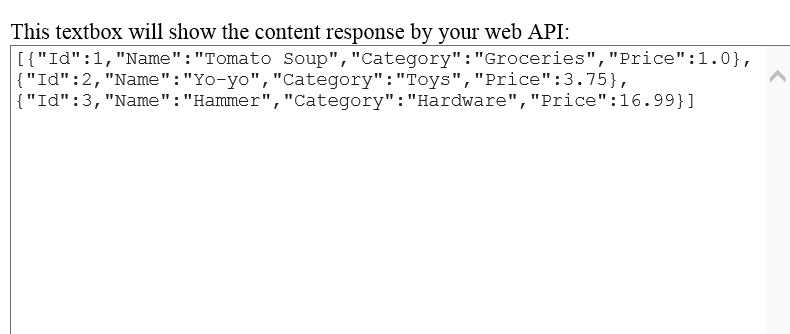 This textbox will show the content response by your web API:
[{"Id":1,"Name":"Tomato Soup","Category":"Groceries","Price":1.0},
{"Id":2,"Name":"Yo-yo","Category":"Toys","Price":3.75},
{"Id":3,"Name":"Hammer","Category":"Hardware","Price":16.99}]